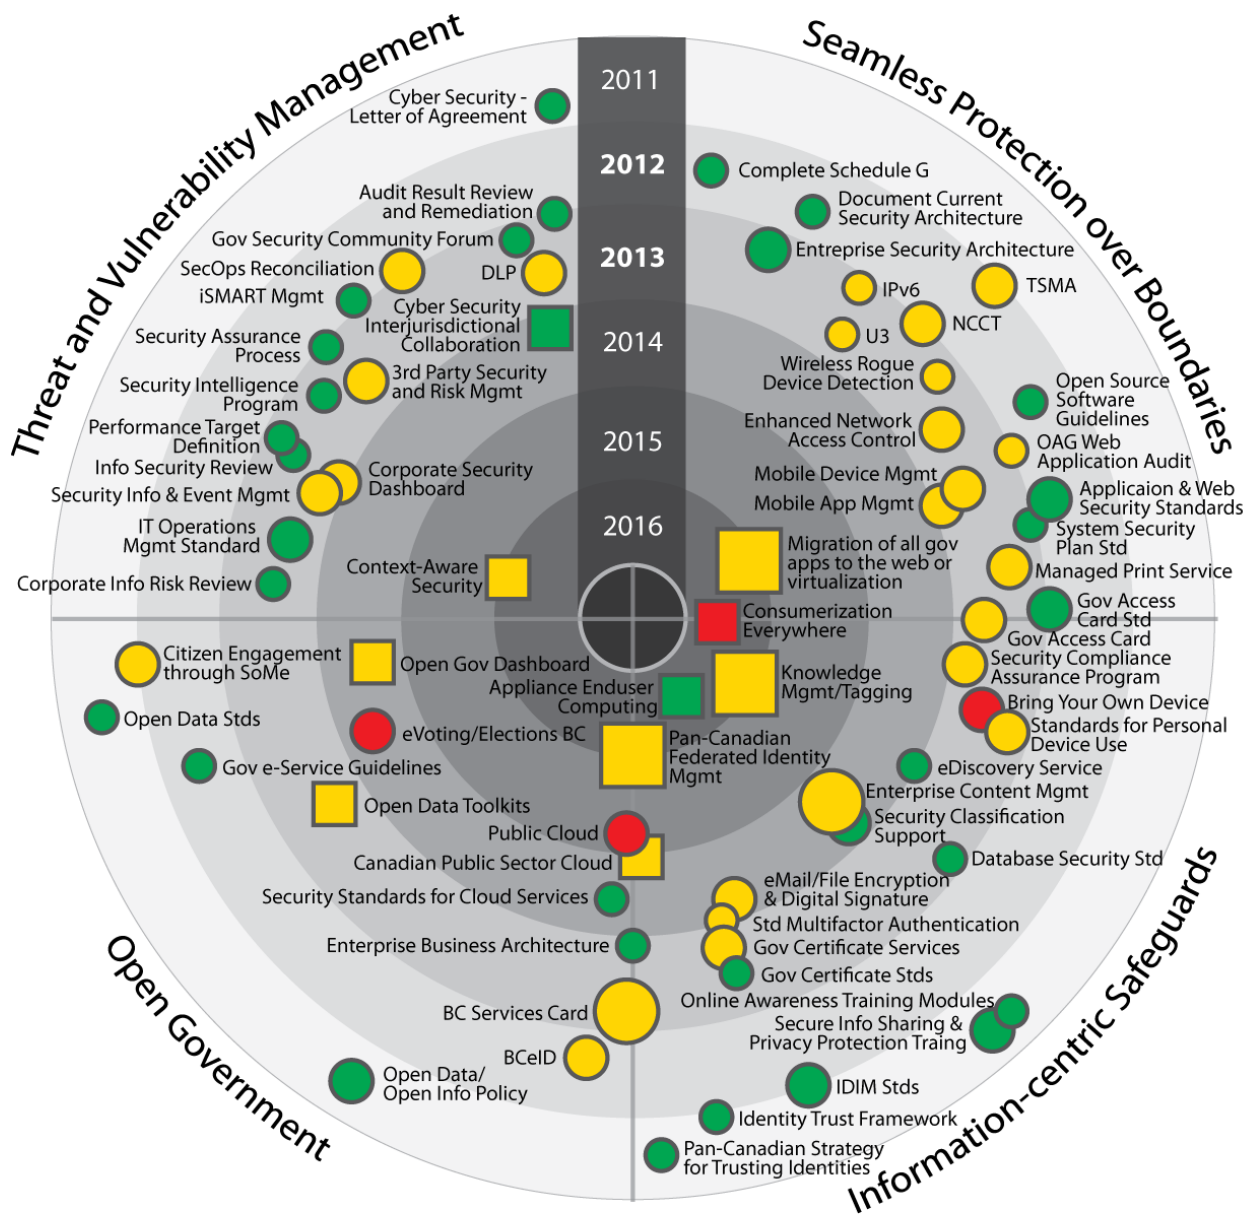 Threat and Vulnerability Management
Seamless Protection over Boundaries
2011
2012
2013
2014
2015
2016
Cyber Security -
Letter of Agreement
Audit Result Review
and Remediation
Gov Security Community Forum
SecOps Reconciliation
DLP
iSMART Mgmt
Cyber Security
Interjurisdictional
Collaboration
Security Assurance
Process
3rd Party Security
and Risk Mgmt
Security Intelligence
Program
Performance Target
Definition
Info Security Review
Corporate Security
Dashboard
Security Info & Event Mgmt
IT Operations
Mgmt Standard
Context-Aware
Security
Corporate Info Risk Review
Complete Schedule G
Document Current
Security Architecture
Entreprise Security Architecture
IPv6
TSMA
U3
NCCT
Wireless Rogue
Device Detection
Open Source
Software
Guidelines
Enhanced Network
Access Control
OAG Web
Application Audit
Mobile Device Mgmt
Mobile App Mgmt
Applicaion & Web
Security Standards
System Security
Plan Std
Migration of all gov
apps to the web or
virtualization
Managed Print Service
Consumerization
Everywhere
Gov Access
Card Std
Gov Access Card
Citizen Engagement
through SoMe
Open Gov Dashboard
Open Data Stds
eVoting/Elections BC
Gov e-Service Guidelines
Open Data Toolkits
Appliance Enduser
Computing
Knowledge
Mgmt/Tagging
Security Compliance
Assurance Program
Bring Your Own Device
Standards for Personal
Device Use
Pan-Canadian
Federated Identity
Mgmt
eDiscovery Service
Enterprise Content Mgmt
Security Classification
Support
Public Cloud
Canadian Public Sector Cloud
Database Security Std
Security Standards for Cloud Services
eMail/File Encryption
& Digital Signature
Std Multifactor Authentication
Enterprise Business Architecture
Gov Certificate Services
Gov Certificate Stds
BC Services Card
Online Awareness Training Modules
Secure Info Sharing &
Privacy Protection Traing
BCeID
Open Data/
Open Info Policy
IDIM Stds
Identity Trust Framework
Pan-Canadian Strategy
for Trusting Identities
Open Government
Information-centric Safeguards